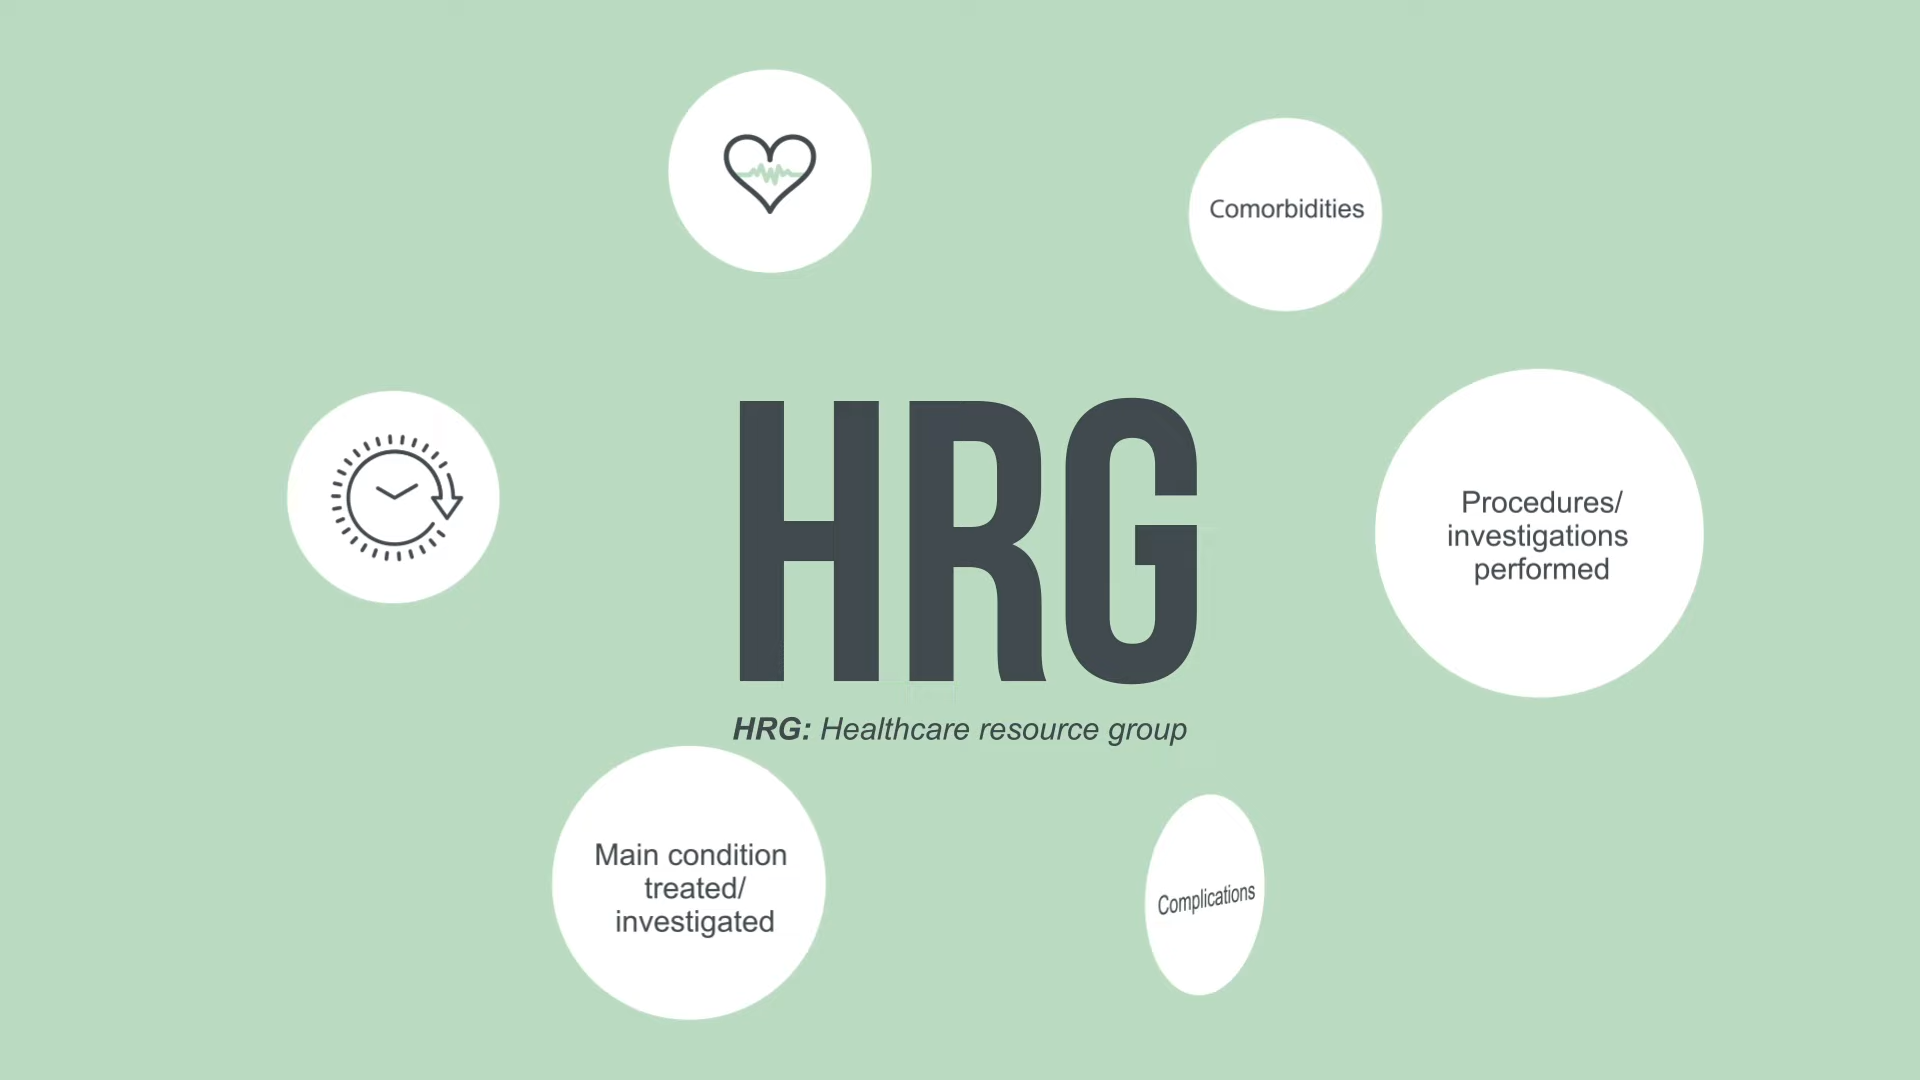 Comorbidities
HRG
Procedures/
investigations
performed
HRG: Healthcare resource group
Main condition
treated/
investigated
Complications